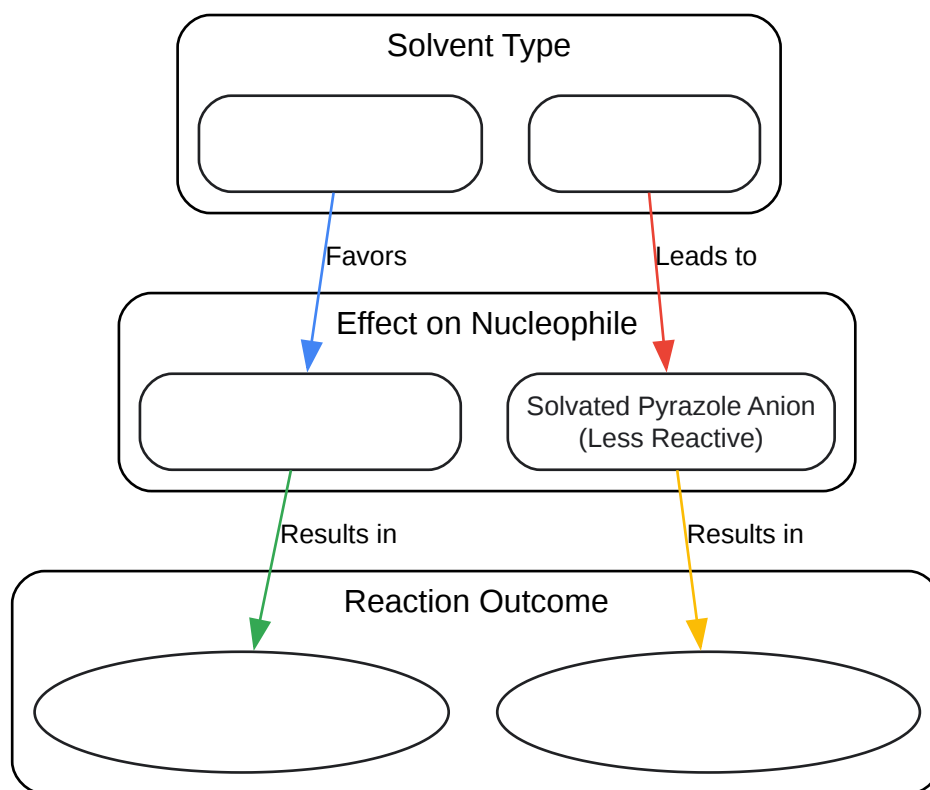 Solvent Type
Favors
Leads to
Effect on Nucleophile
Solvated Pyrazole Anion
(Less Reactive)
Results in
Results in
Reaction Outcome